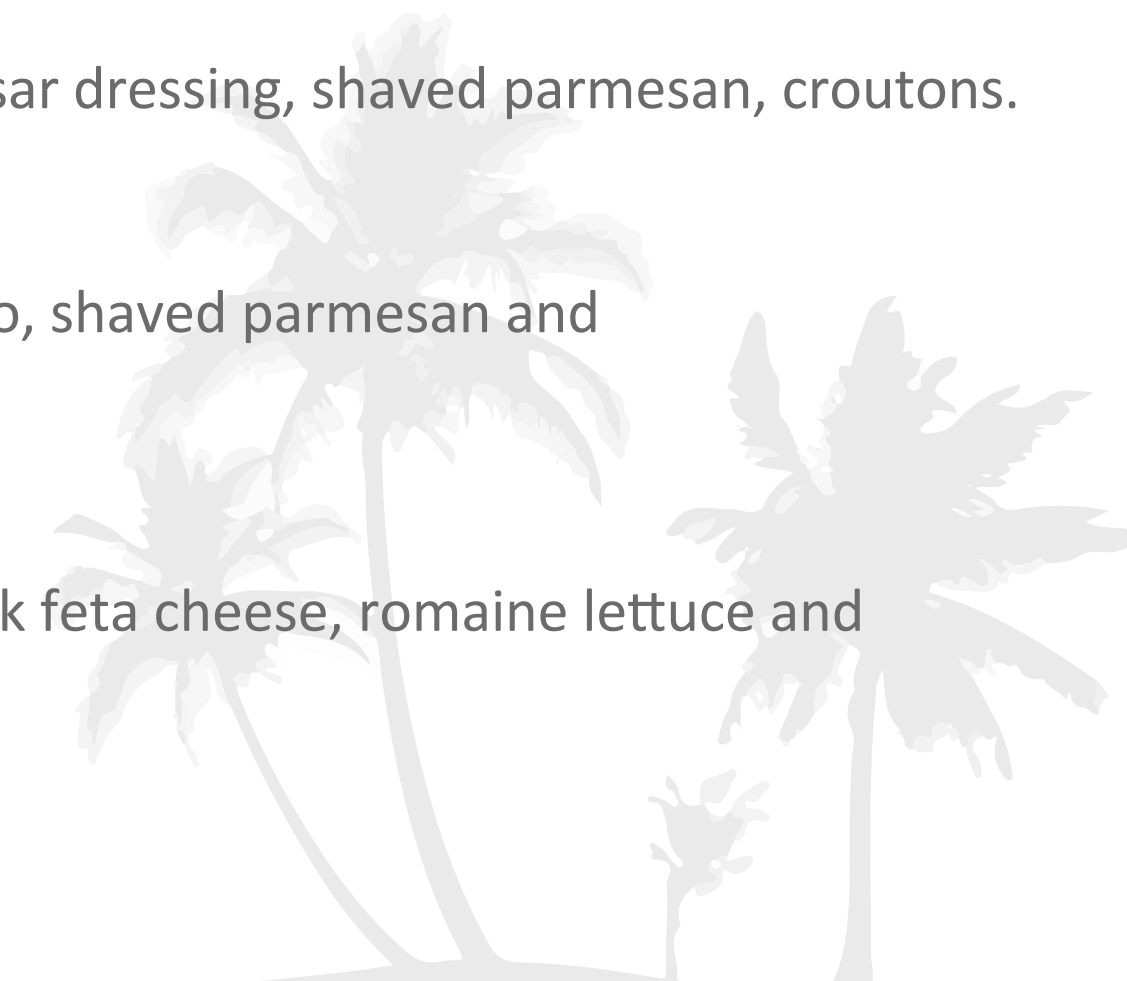 sar dressing, shaved parmesan, croutons.
o, shaved parmesan and
k feta cheese, romaine lettuce and